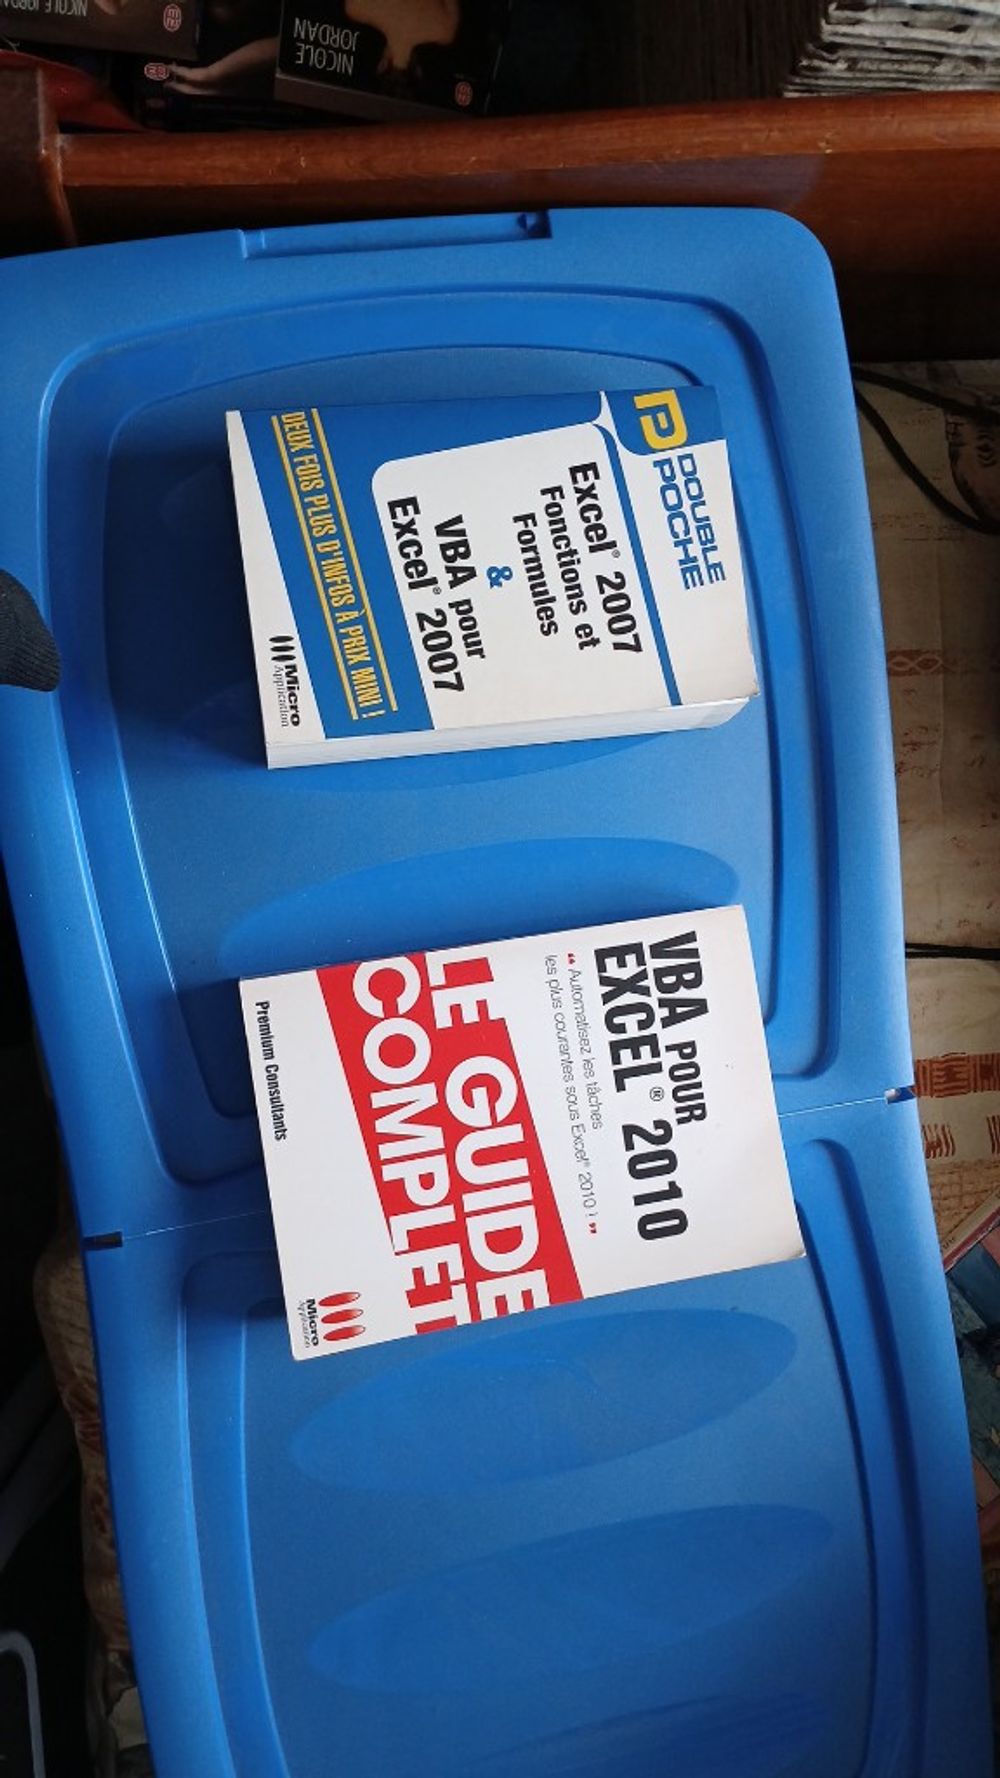 NICOLE JORDAN
NICOLE
JORDAN
DOUBLE
POCHE
Excel® 2007
Fonctions et
Formules
&
VBA pour
Excel® 2007
DEUX FOIS PLUS D'INFOS À PRIX MINI !
Micro
Application
VBA POUR
EXCEL® 2010
“ Automatisez les tâches
les plus courantes sous Excel® 2010 ! ”
LE GUIDE
COMPLET
Premium Consultants
Micro
Application